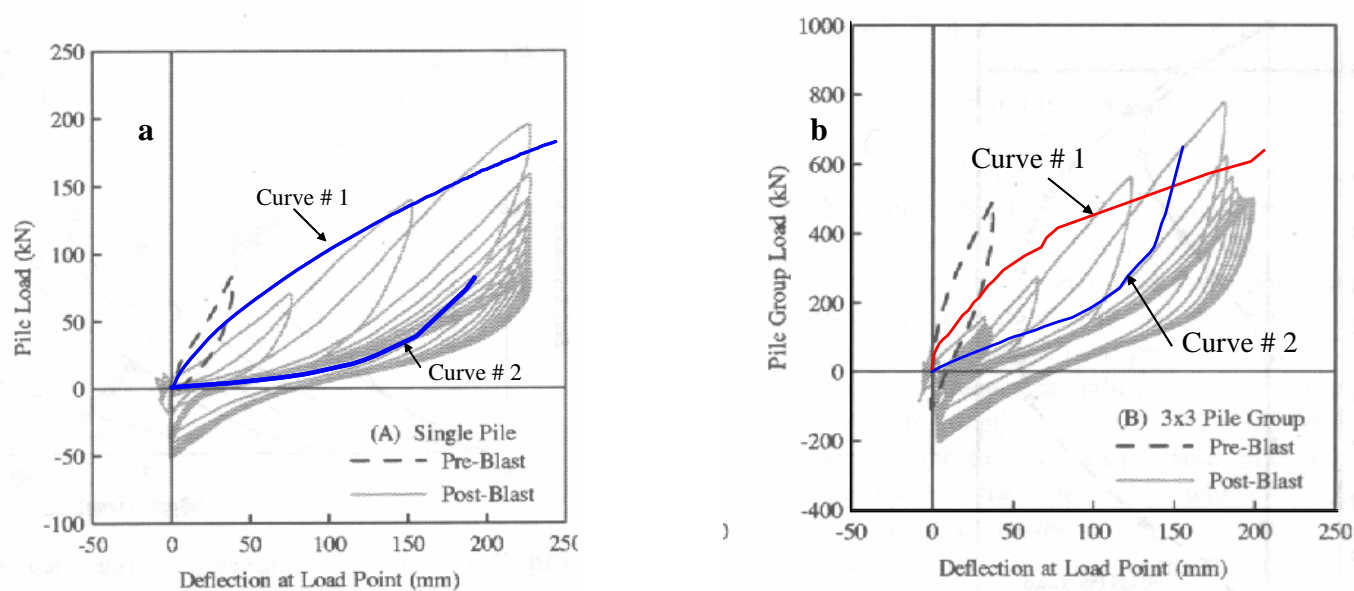 250
200
150
100
50
0
-50
-100
-50
0
50
100
150
200
Pile Load (kN)
a
Curve # 1
Curve # 2
(A) Single Pile
Pre-Blast
Post-Blast
Deflection at Load Point (mm)
1000
800
600
400
200
0
-200
-400
-50
0
50
100
150
200
250
Pile Group Load (kN)
b
Curve # 1
Curve # 2
(B) 3x3 Pile Group
Pre-Blast
Post-Blast
Deflection at Load Point (mm)
0